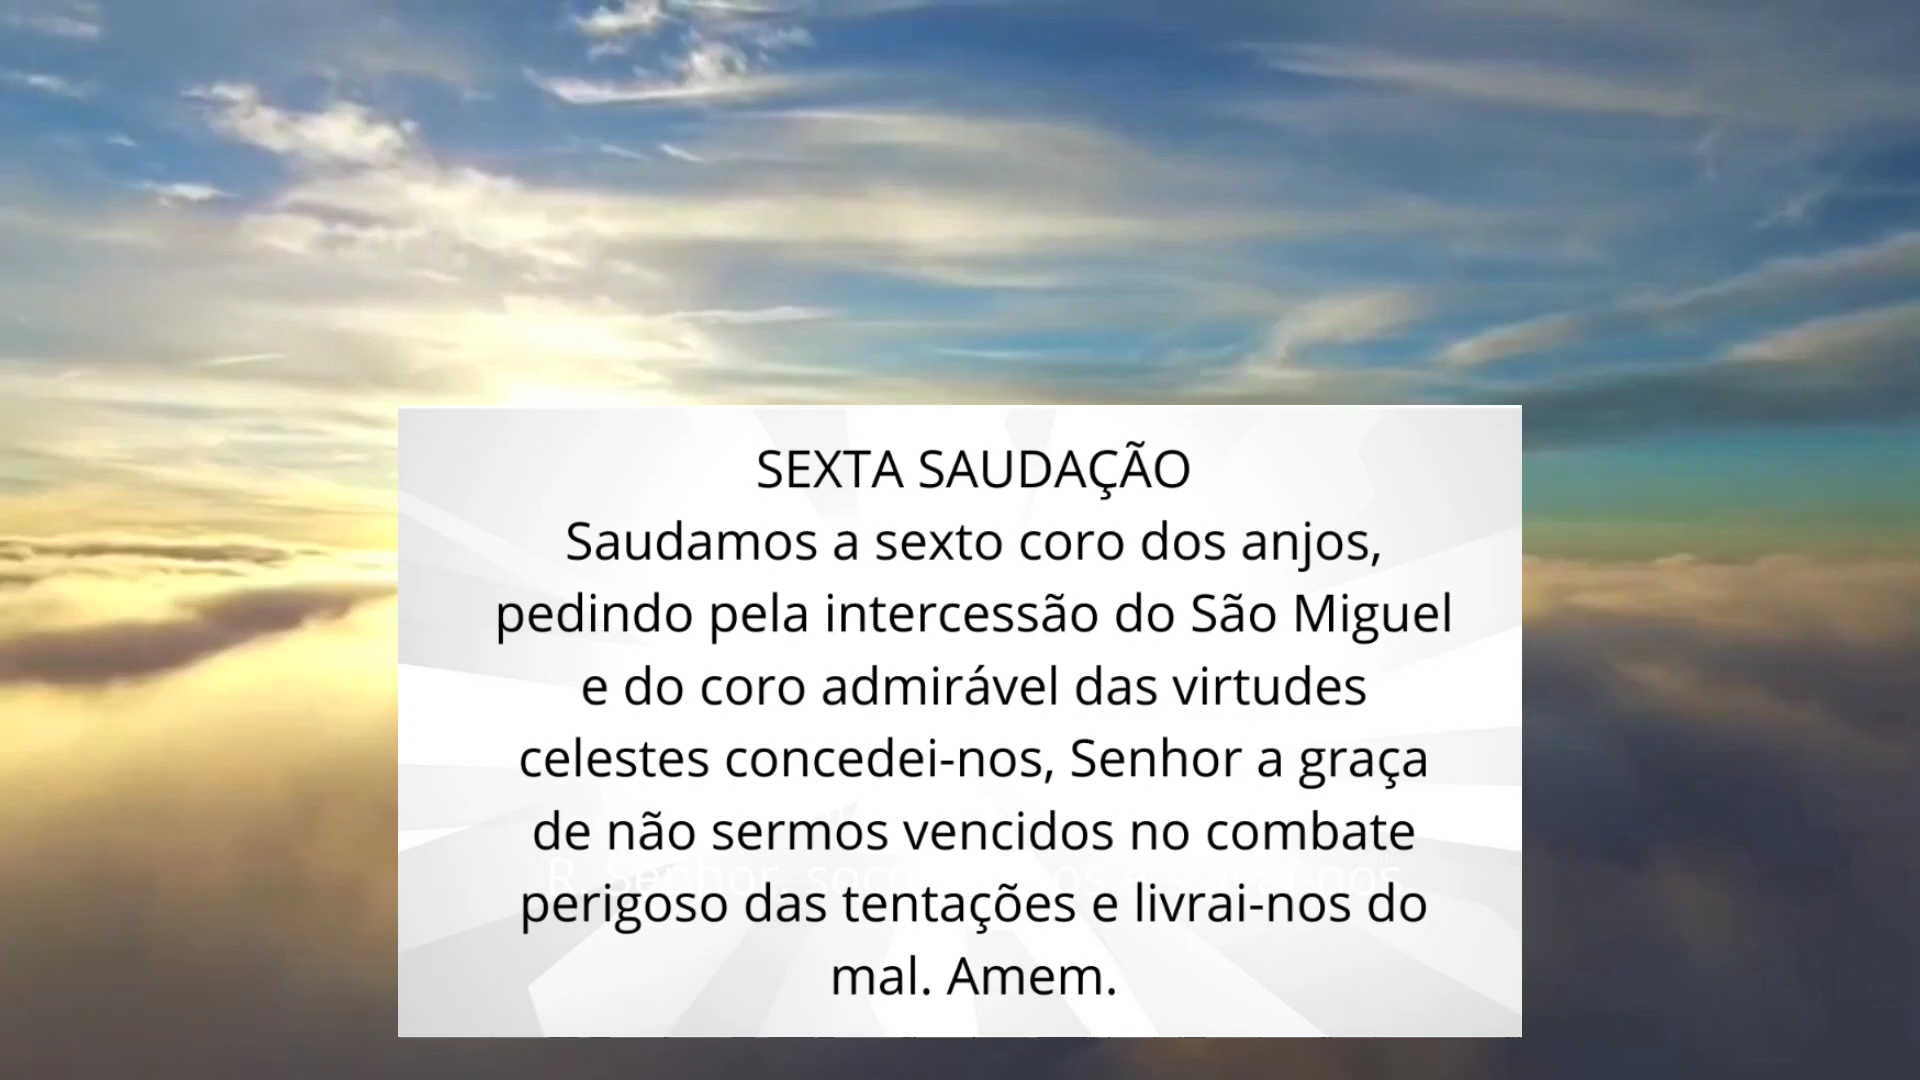 SEXTA SAUDAÇÃO
Saudamos a sexto coro dos anjos,
pedindo pela intercessão do São Miguel
e do coro admirável das virtudes
celestes concedei-nos, Senhor a graça
de não sermos vencidos no combate
R. Senhor,
perigoso das tentações e livrai-nos do
mal. Amem.